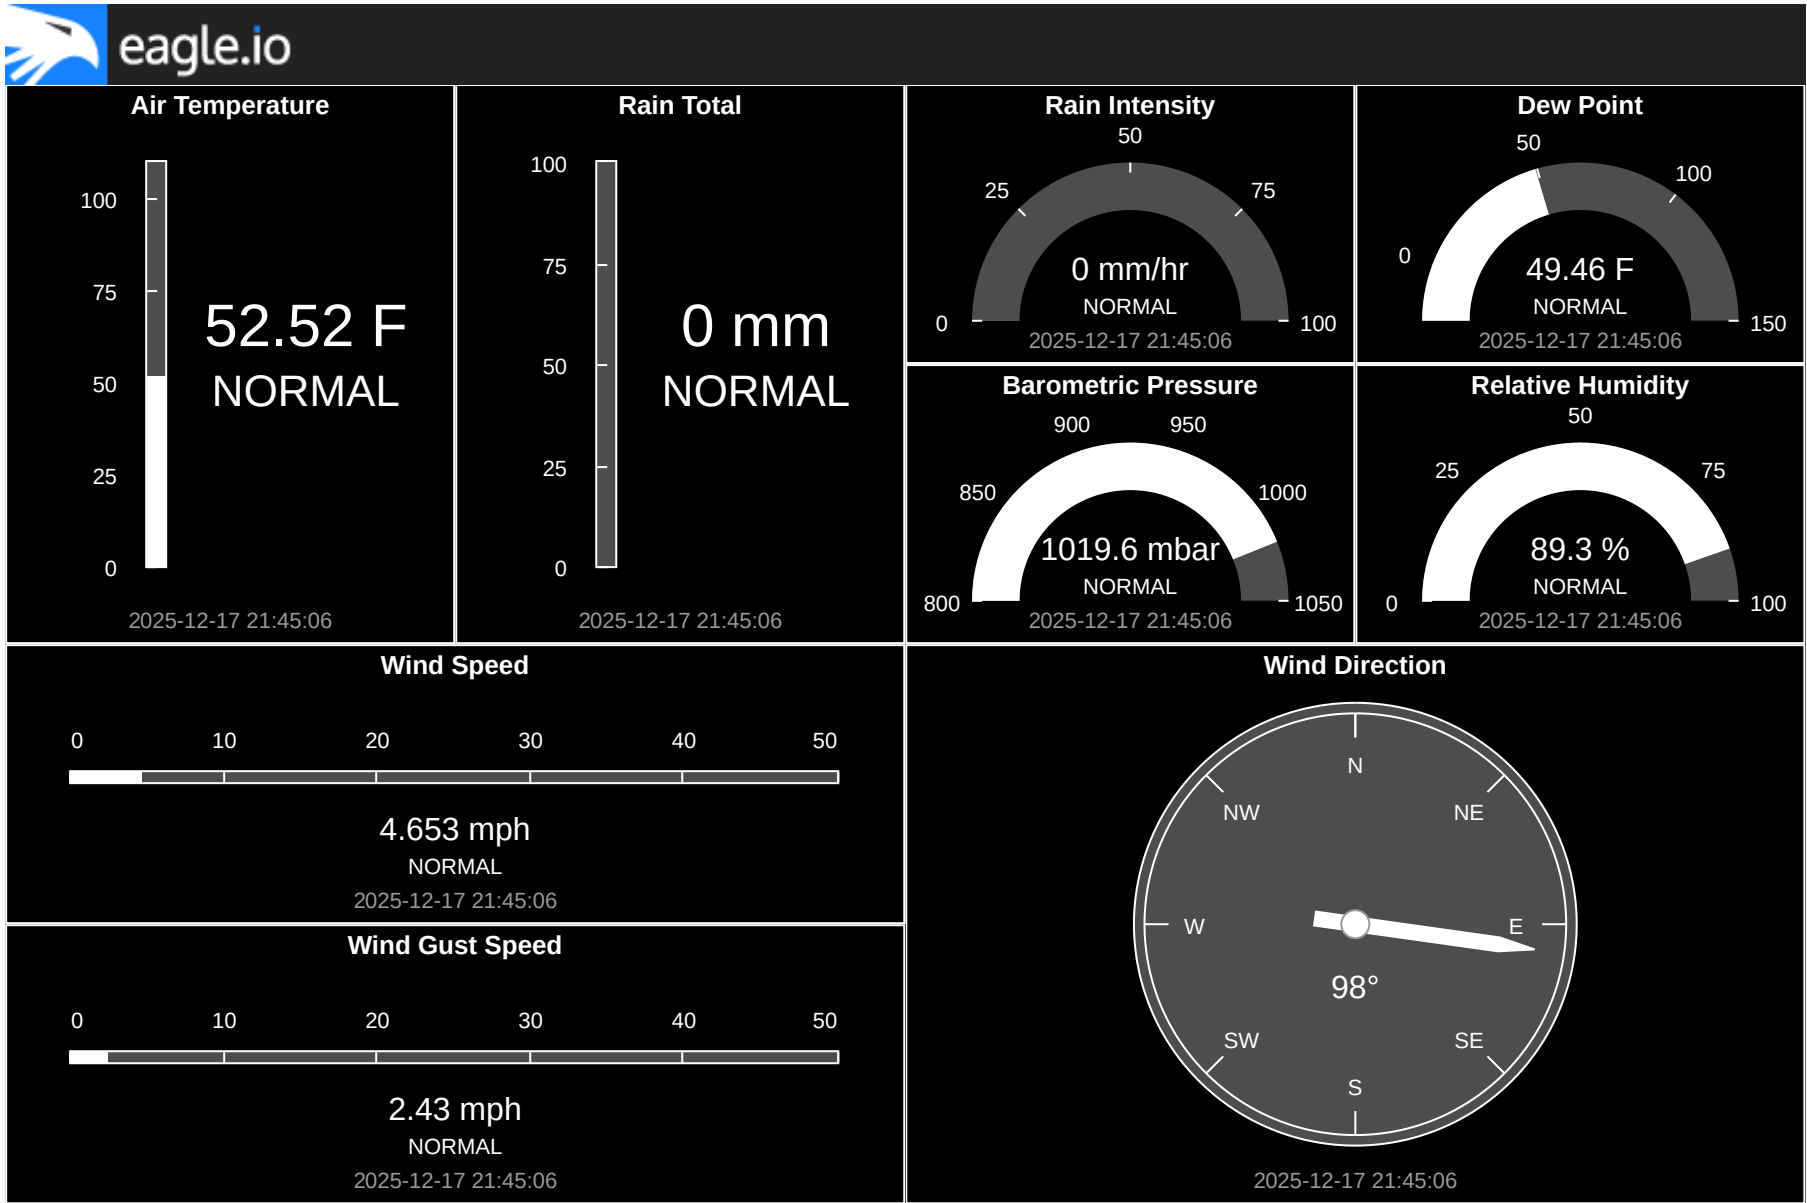 eagle.io
Air Temperature
100
75
50
25
0
52.52 F
NORMAL
2025-12-17 21:45:06
Rain Total
100
75
50
25
0
0 mm
NORMAL
2025-12-17 21:45:06
Rain Intensity
0
25
50
75
100
0 mm/hr
NORMAL
2025-12-17 21:45:06
Dew Point
0
50
100
150
49.46 F
NORMAL
2025-12-17 21:45:06
Barometric Pressure
800
850
900
950
1000
1050
1019.6 mbar
NORMAL
2025-12-17 21:45:06
Relative Humidity
0
25
50
75
100
89.3 %
NORMAL
2025-12-17 21:45:06
Wind Speed
0 10 20 30 40 50
4.653 mph
NORMAL
2025-12-17 21:45:06
Wind Gust Speed
0 10 20 30 40 50
2.43 mph
NORMAL
2025-12-17 21:45:06
Wind Direction
N
NW NE
W E
98°
SW SE
S
2025-12-17 21:45:06